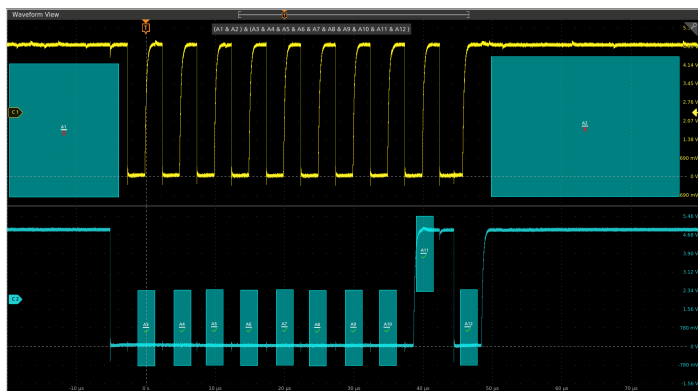 Waveform View
(A1 & A2 ) & (A3 & A4 & A5 & A6 & A7 & A8 & A9 & A10 & A11 & A12 )
T
4.14 V
3.45 V
2.76 V
2.07 V
1.38 V
690 mV
0 V
690 mV
C1
A1
A2
5.46 V
4.68 V
3.90 V
3.12 V
2.34 V
1.56 V
780 mV
0 V
-780 mV
-1.56 V
A11
A3
A4
A5
A6
A7
A8
A9
A10
A12
-10 µs
0 s
10 µs
20 µs
30 µs
40 µs
50 µs
60 µs
70 µs